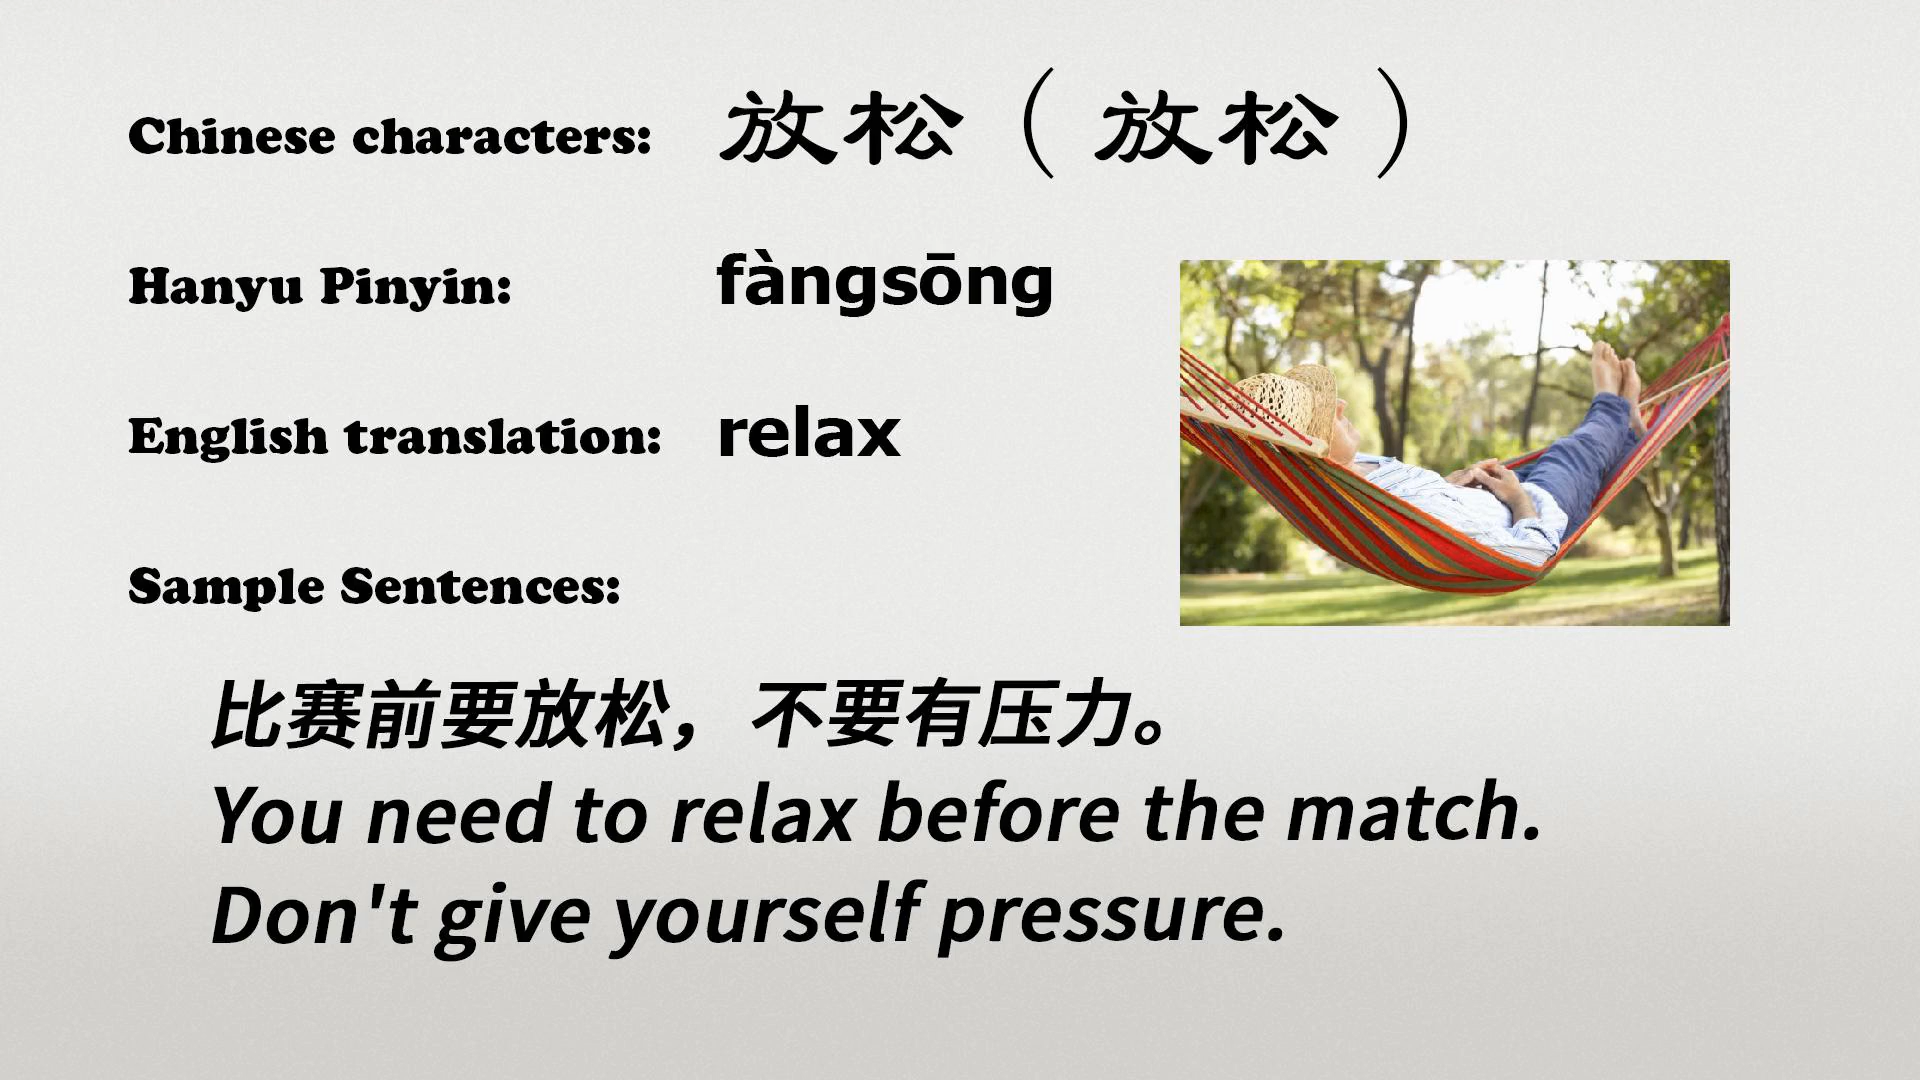 Chinese characters: 放松（放松）
Hanyu Pinyin: fàngsōng
English translation: relax
Sample Sentences:
比赛前要放松，不要有压力。
You need to relax before the match.
Don't give yourself pressure.